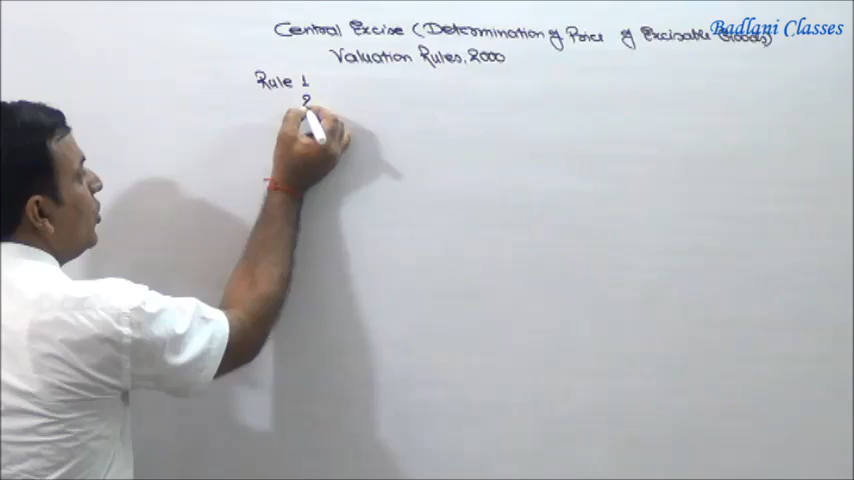 Central Excise (Determination of Price of Excisable Goods)
Badlani Classes
Valuation Rules, 2000
Rule 1
2